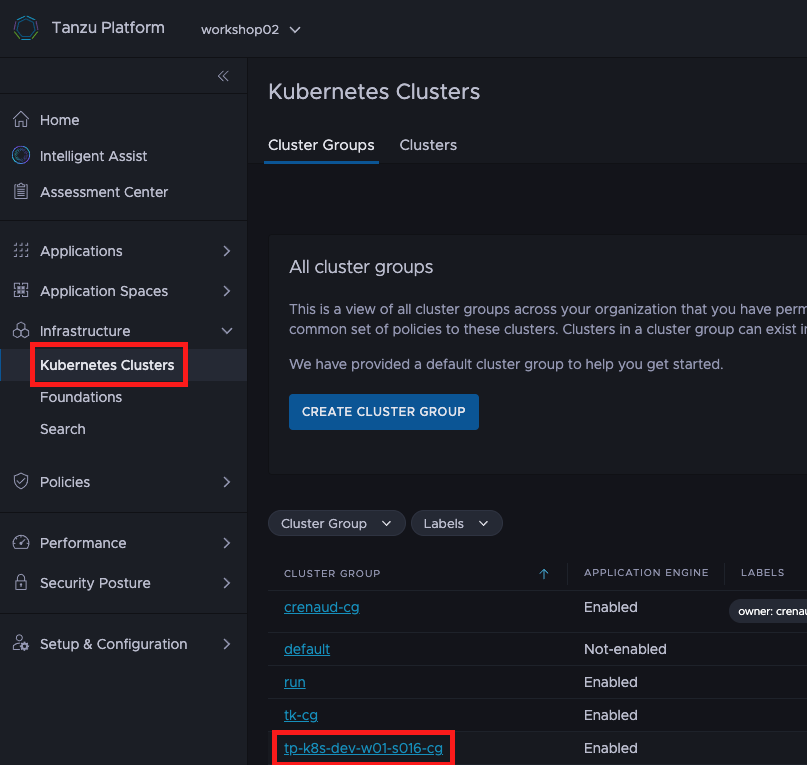 Tanzu Platform
workshop02
Home
Intelligent Assist
Assessment Center
Applications
Application Spaces
Infrastructure
Kubernetes Clusters
Foundations
Search
Policies
Performance
Security Posture
Setup & Configuration
Kubernetes Clusters
Cluster Groups Clusters
All cluster groups
This is a view of all cluster groups across your organization that you have perm
common set of policies to these clusters. Clusters in a cluster group can exist in
We have provided a default cluster group to help you get started.
CREATE CLUSTER GROUP
Cluster Group Labels
CLUSTER GROUP APPLICATION ENGINE LABELS
crenaud-cg Enabled owner: crenau
default Not-enabled
run Enabled
tk-cg Enabled
tp-k8s-dev-w01-s016-cg Enabled